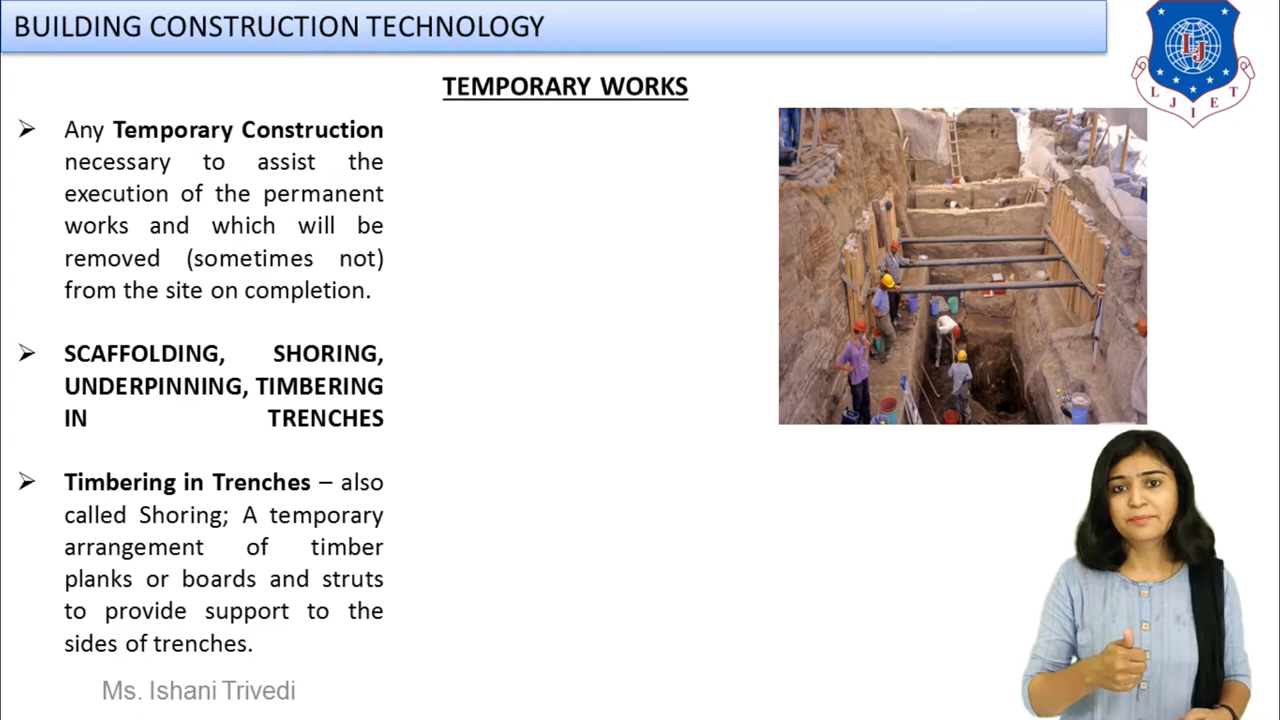 BUILDING CONSTRUCTION TECHNOLOGY
LJ
L J I E T
TEMPORARY WORKS
➢ Any Temporary Construction
necessary to assist the
execution of the permanent
works and which will be
removed (sometimes not)
from the site on completion.
➢ SCAFFOLDING, SHORING,
UNDERPINNING, TIMBERING
IN TRENCHES
➢ Timbering in Trenches – also
called Shoring; A temporary
arrangement of timber
planks or boards and struts
to provide support to the
sides of trenches.
Ms. Ishani Trivedi